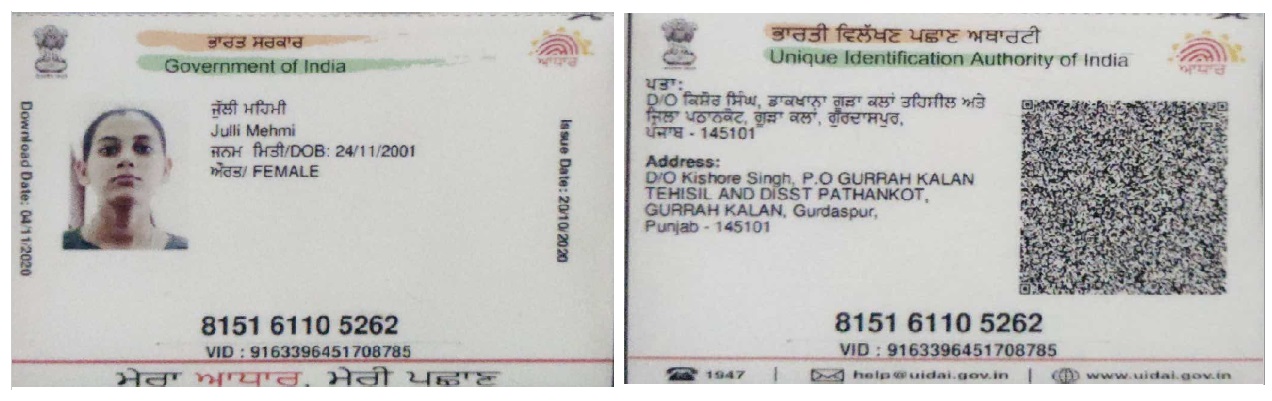 ਭਾਰਤ ਸਰਕਾਰ
Government of India
ਆਧਾਰ
Download Date: 04/11/2020
ਜੁੱਲੀ ਮਹਿਮੀ
Julli Mehmi
ਜਨਮ ਮਿਤੀ/DOB: 24/11/2001
ਔਰਤ/ FEMALE
Issue Date: 20/10/2020
8151 6110 5262
VID : 9163396451708785
ਮੇਰਾ ਆਧਾਰ, ਮੇਰੀ ਪਛਾਣ
ਭਾਰਤੀ ਵਿਲੱਖਣ ਪਛਾਣ ਅਥਾਰਟੀ
Unique Identification Authority of India
ਆਧਾਰ
ਪਤਾ:
D/O ਕਿਸ਼ੋਰ ਸਿੰਘ, ਡਾਕਖਾਨਾ ਗੂੜਾ ਕਲਾਂ ਤਹਿਸੀਲ ਅਤੇ
ਜ਼ਿਲਾ ਪਠਾਨਕੋਟ, ਗੂੜਾ ਕਲਾਂ, ਗੁਰਦਾਸਪੁਰ,
ਪੰਜਾਬ - 145101
Address:
D/O Kishore Singh, P.O GURRAH KALAN
TEHISIL AND DISST PATHANKOT,
GURRAH KALAN, Gurdaspur,
Punjab - 145101
8151 6110 5262
VID : 9163396451708785
1947 | help@uidai.gov.in | www.uidai.gov.in